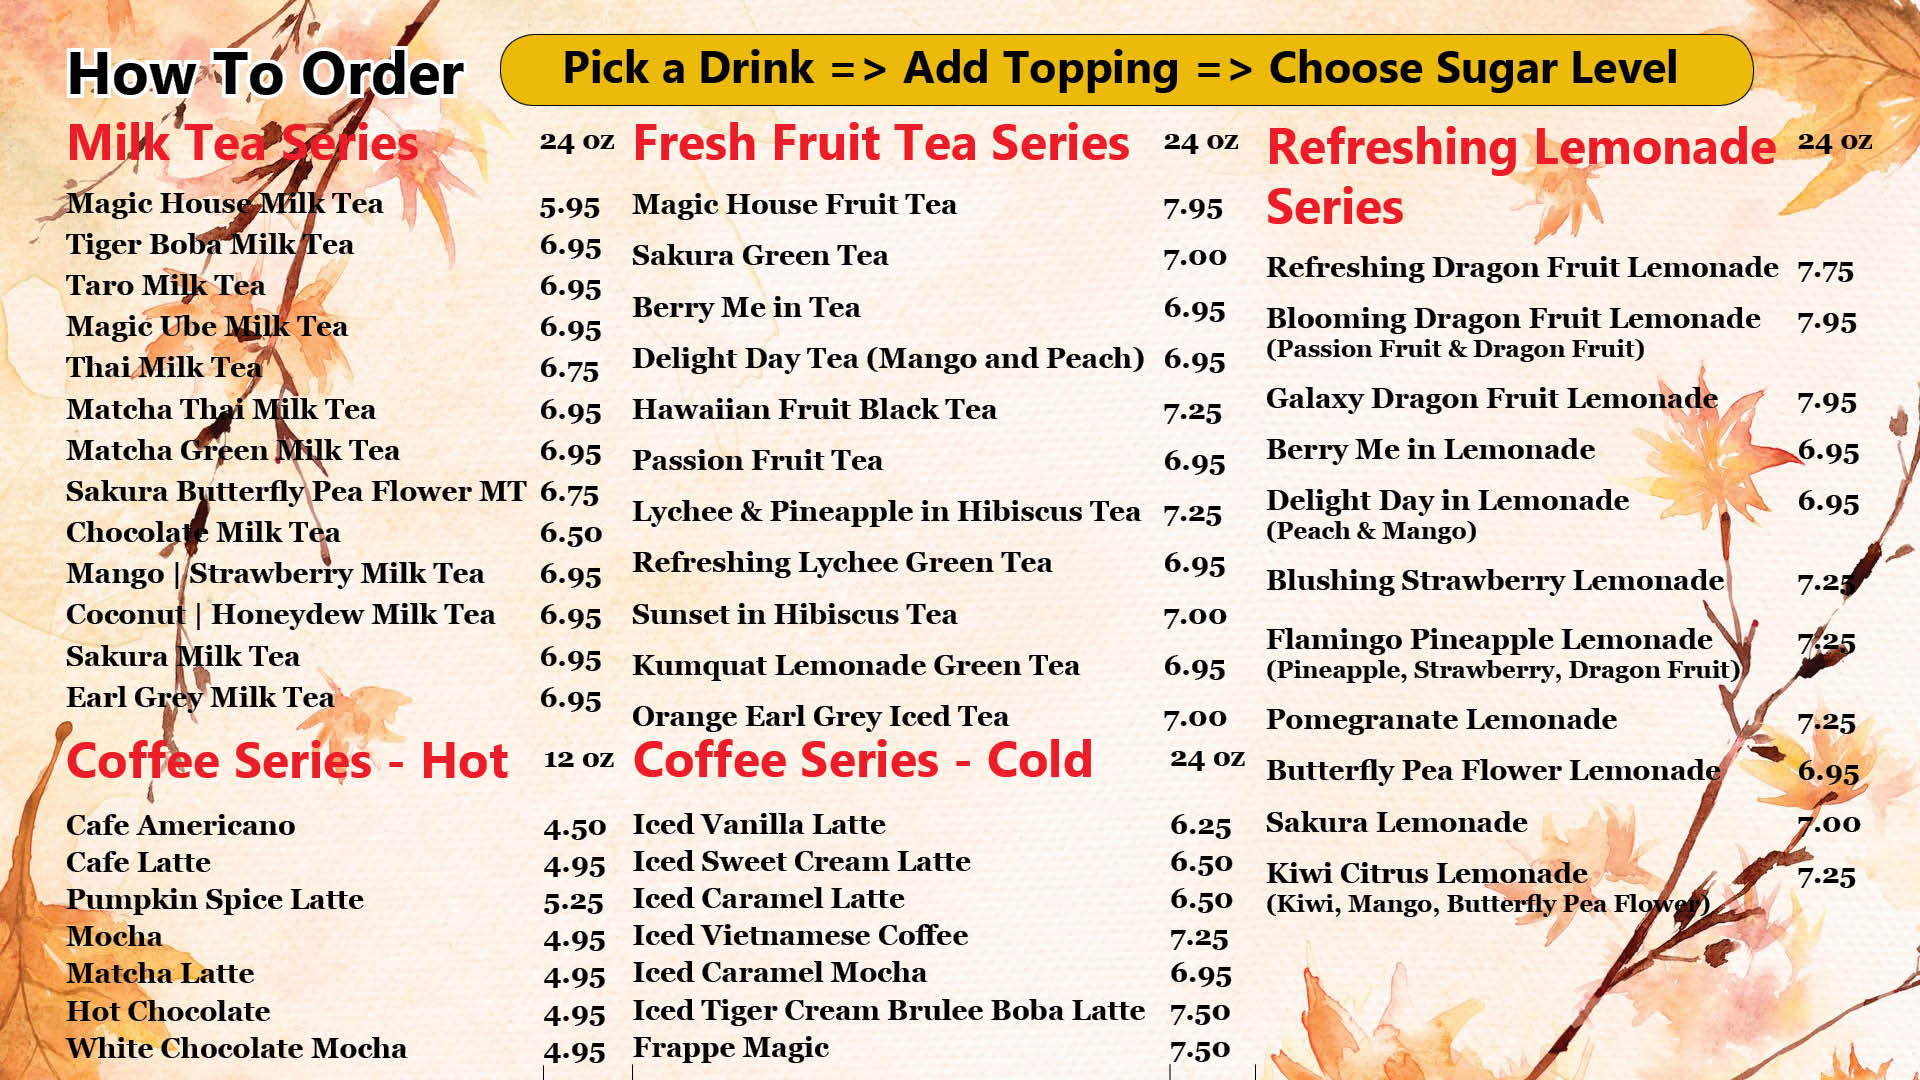 How To Order
Pick a Drink => Add Topping => Choose Sugar Level
Milk Tea Series 24 oz
Magic House Milk Tea 5.95
Tiger Boba Milk Tea 6.95
Taro Milk Tea 6.95
Magic Ube Milk Tea 6.95
Thai Milk Tea 6.75
Matcha Thai Milk Tea 6.95
Matcha Green Milk Tea 6.95
Sakura Butterfly Pea Flower MT 6.75
Chocolate Milk Tea 6.50
Mango | Strawberry Milk Tea 6.95
Coconut | Honeydew Milk Tea 6.95
Sakura Milk Tea 6.95
Earl Grey Milk Tea 6.95
Coffee Series - Hot 12 oz
Cafe Americano 4.50
Cafe Latte 4.95
Pumpkin Spice Latte 5.25
Mocha 4.95
Matcha Latte 4.95
Hot Chocolate 4.95
White Chocolate Mocha 4.95
Fresh Fruit Tea Series 24 oz
Magic House Fruit Tea 7.95
Sakura Green Tea 7.00
Berry Me in Tea 6.95
Delight Day Tea (Mango and Peach) 6.95
Hawaiian Fruit Black Tea 7.25
Passion Fruit Tea 6.95
Lychee & Pineapple in Hibiscus Tea 7.25
Refreshing Lychee Green Tea 6.95
Sunset in Hibiscus Tea 7.00
Kumquat Lemonade Green Tea 6.95
Orange Earl Grey Iced Tea 7.00
Coffee Series - Cold 24 oz
Iced Vanilla Latte 6.25
Iced Sweet Cream Latte 6.50
Iced Caramel Latte 6.50
Iced Vietnamese Coffee 7.25
Iced Caramel Mocha 6.95
Iced Tiger Cream Brulee Boba Latte 7.50
Frappe Magic 7.50
Refreshing Lemonade 24 oz
Series
Refreshing Dragon Fruit Lemonade 7.75
Blooming Dragon Fruit Lemonade 7.95
(Passion Fruit & Dragon Fruit)
Galaxy Dragon Fruit Lemonade 7.95
Berry Me in Lemonade 6.95
Delight Day in Lemonade 6.95
(Peach & Mango)
Blushing Strawberry Lemonade 7.25
Flamingo Pineapple Lemonade 7.25
(Pineapple, Strawberry, Dragon Fruit)
Pomegranate Lemonade 7.25
Butterfly Pea Flower Lemonade 6.95
Sakura Lemonade 7.00
Kiwi Citrus Lemonade 7.25
(Kiwi, Mango, Butterfly Pea Flower)